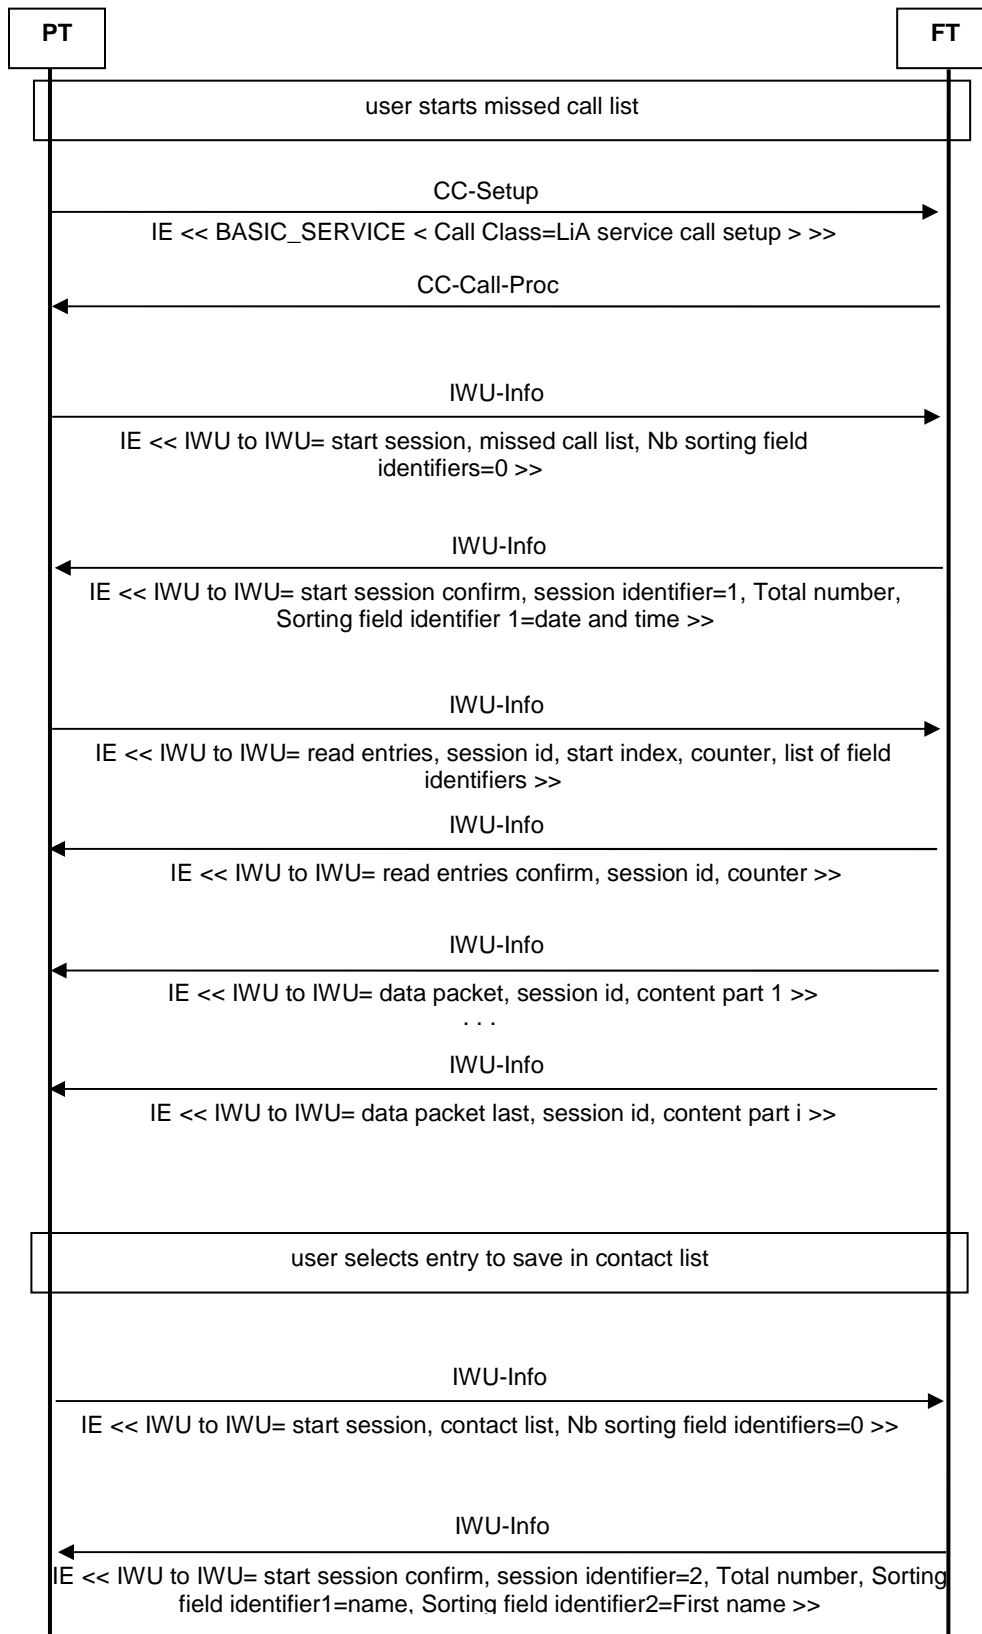 PT
FT
user starts missed call list
CC-Setup
IE << BASIC_SERVICE < Call Class=LiA service call setup > >>
CC-Call-Proc
IWU-Info
IE << IWU to IWU= start session, missed call list, Nb sorting field
identifiers=0 >>
IWU-Info
IE << IWU to IWU= start session confirm, session identifier=1, Total number,
Sorting field identifier 1=date and time >>
IWU-Info
IE << IWU to IWU= read entries, session id, start index, counter, list of field
identifiers >>
IWU-Info
IE << IWU to IWU= read entries confirm, session id, counter >>
IWU-Info
IE << IWU to IWU= data packet, session id, content part 1 >>
. . .
IWU-Info
IE << IWU to IWU= data packet last, session id, content part i >>
user selects entry to save in contact list
IWU-Info
IE << IWU to IWU= start session, contact list, Nb sorting field identifiers=0 >>
IWU-Info
IE << IWU to IWU= start session confirm, session identifier=2, Total number, Sorting
field identifier1=name, Sorting field identifier2=First name >>